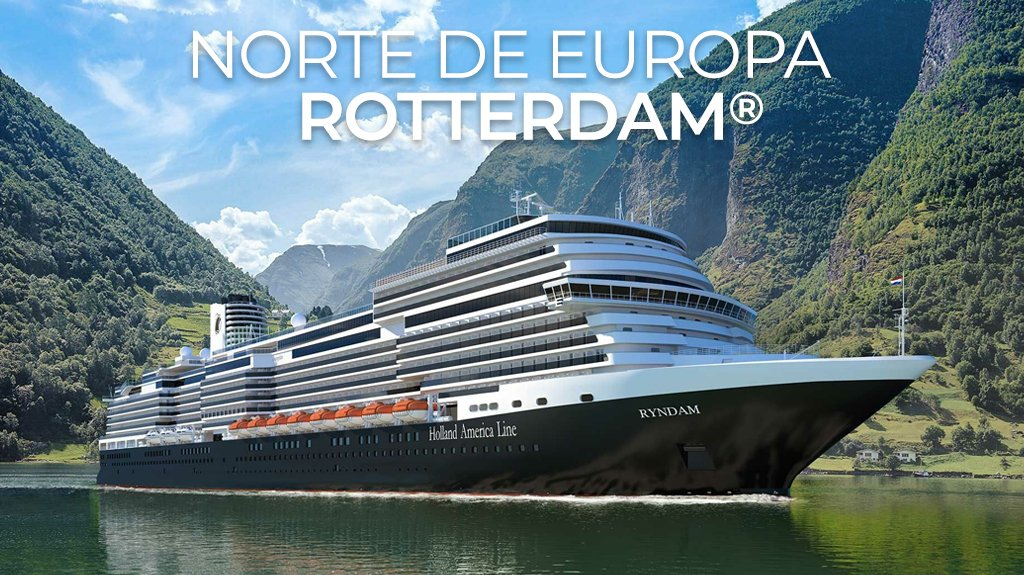 NORTE DE EUROPA
ROTTERDAM®
RYNDAM
Holland America Line